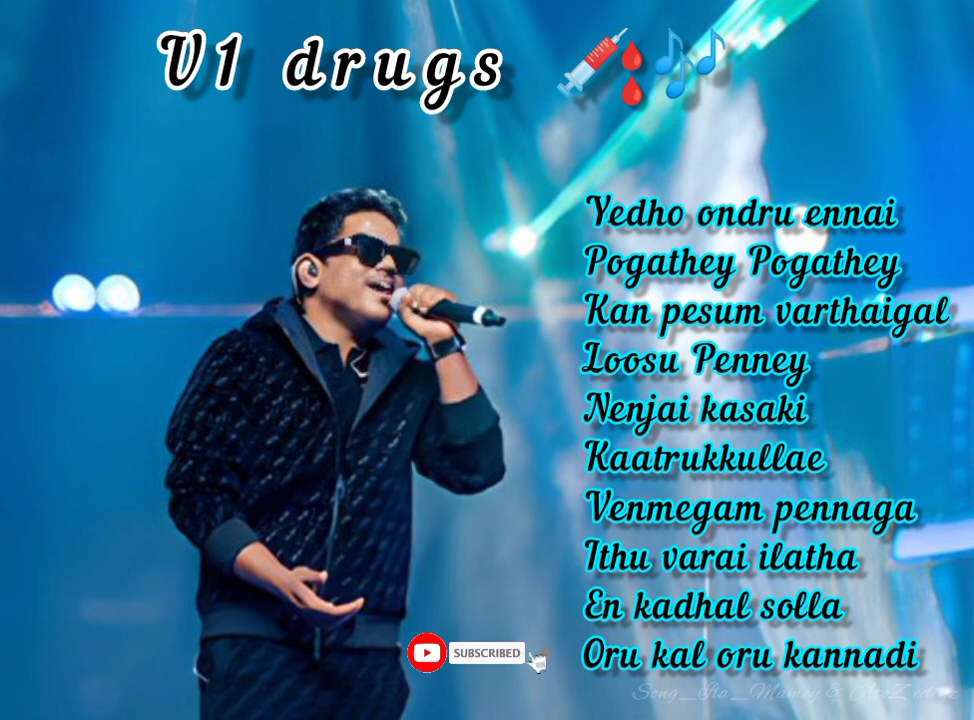 U1 drugs
Yedho ondru ennai
Pogathey Pogathey
Kan pesum varthaigal
Loosu Penney
Nenjai kasaki
Kaatrukkullae
Venmegam pennaga
Ithu varai ilatha
En kadhal solla
Oru kal oru kannadi
SUBSCRIBED